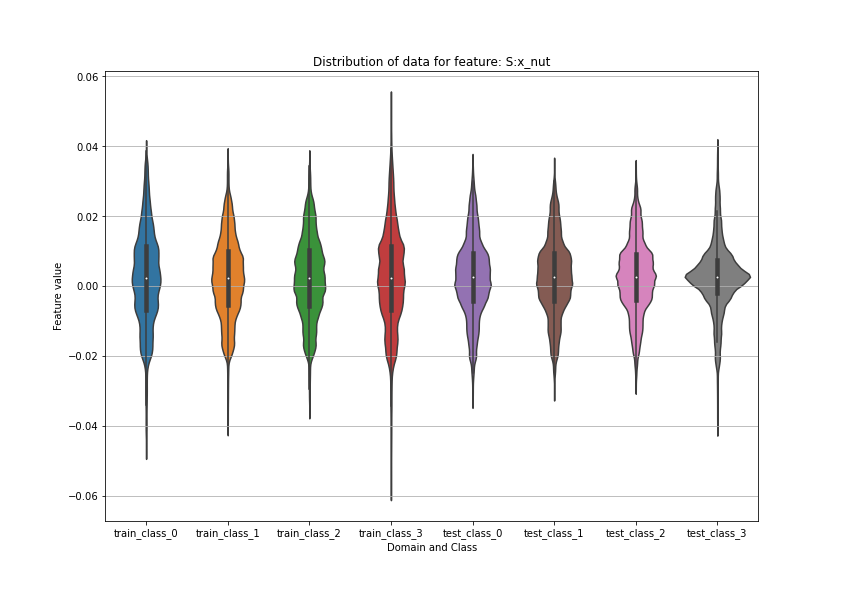 Distribution of data for feature: S:x_nut
0.06
0.04
0.02
0.00
−0.02
−0.04
−0.06
Feature value
train_class_0 train_class_1 train_class_2 train_class_3 test_class_0 test_class_1 test_class_2 test_class_3
Domain and Class